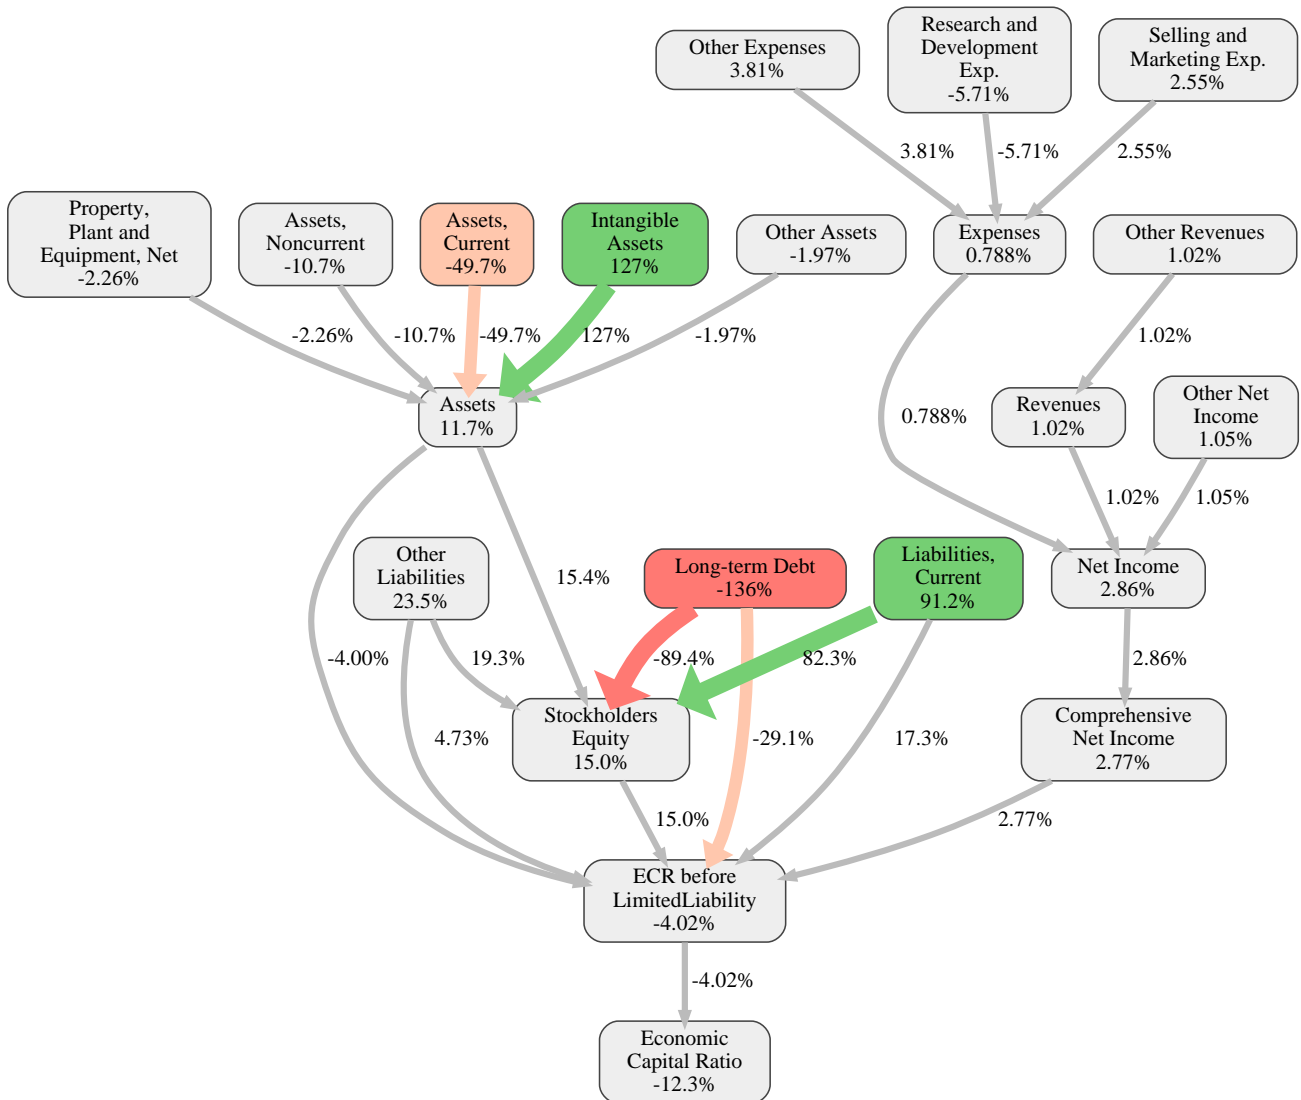 Other Expenses
3.81%
Research and
Development
Exp.
-5.71%
Selling and
Marketing Exp.
2.55%
3.81%
-5.71%
2.55%
Property,
Plant and
Equipment, Net
-2.26%
Assets,
Noncurrent
-10.7%
Assets,
Current
-49.7%
Intangible
Assets
127%
Other Assets
-1.97%
Expenses
0.788%
Other Revenues
1.02%
-2.26%
-10.7%
-49.7%
127%
-1.97%
1.02%
Assets
11.7%
0.788%
Revenues
1.02%
Other Net
Income
1.05%
1.02%
1.05%
Other
Liabilities
23.5%
15.4%
Long-term Debt
-136%
Liabilities,
Current
91.2%
Net Income
2.86%
-4.00%
19.3%
-89.4%
82.3%
2.86%
4.73%
Stockholders
Equity
15.0%
-29.1%
17.3%
Comprehensive
Net Income
2.77%
15.0%
2.77%
ECR before
LimitedLiability
-4.02%
-4.02%
Economic
Capital Ratio
-12.3%